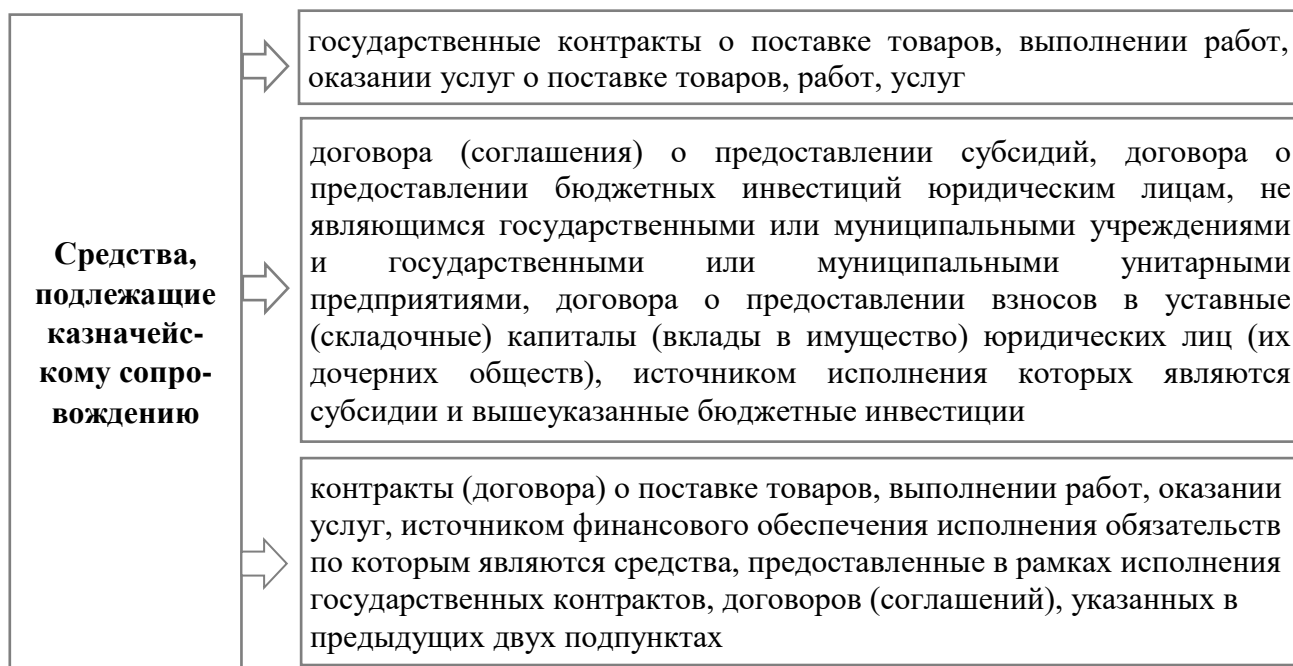 Средства,
подлежащие
казначейс-
кому сопро-
вождению
государственные контракты о поставке товаров, выполнении работ,
оказании услуг о поставке товаров, работ, услуг
договора (соглашения) о предоставлении субсидий, договора о
предоставлении бюджетных инвестиций юридическим лицам, не
являющимся государственными или муниципальными учреждениями
и государственными или муниципальными унитарными
предприятиями, договора о предоставлении взносов в уставные
(складочные) капиталы (вклады в имущество) юридических лиц (их
дочерних обществ), источником исполнения которых являются
субсидии и вышеуказанные бюджетные инвестиции
контракты (договора) о поставке товаров, выполнении работ, оказании
услуг, источником финансового обеспечения исполнения обязательств
по которым являются средства, предоставленные в рамках исполнения
государственных контрактов, договоров (соглашений), указанных в
предыдущих двух подпунктах